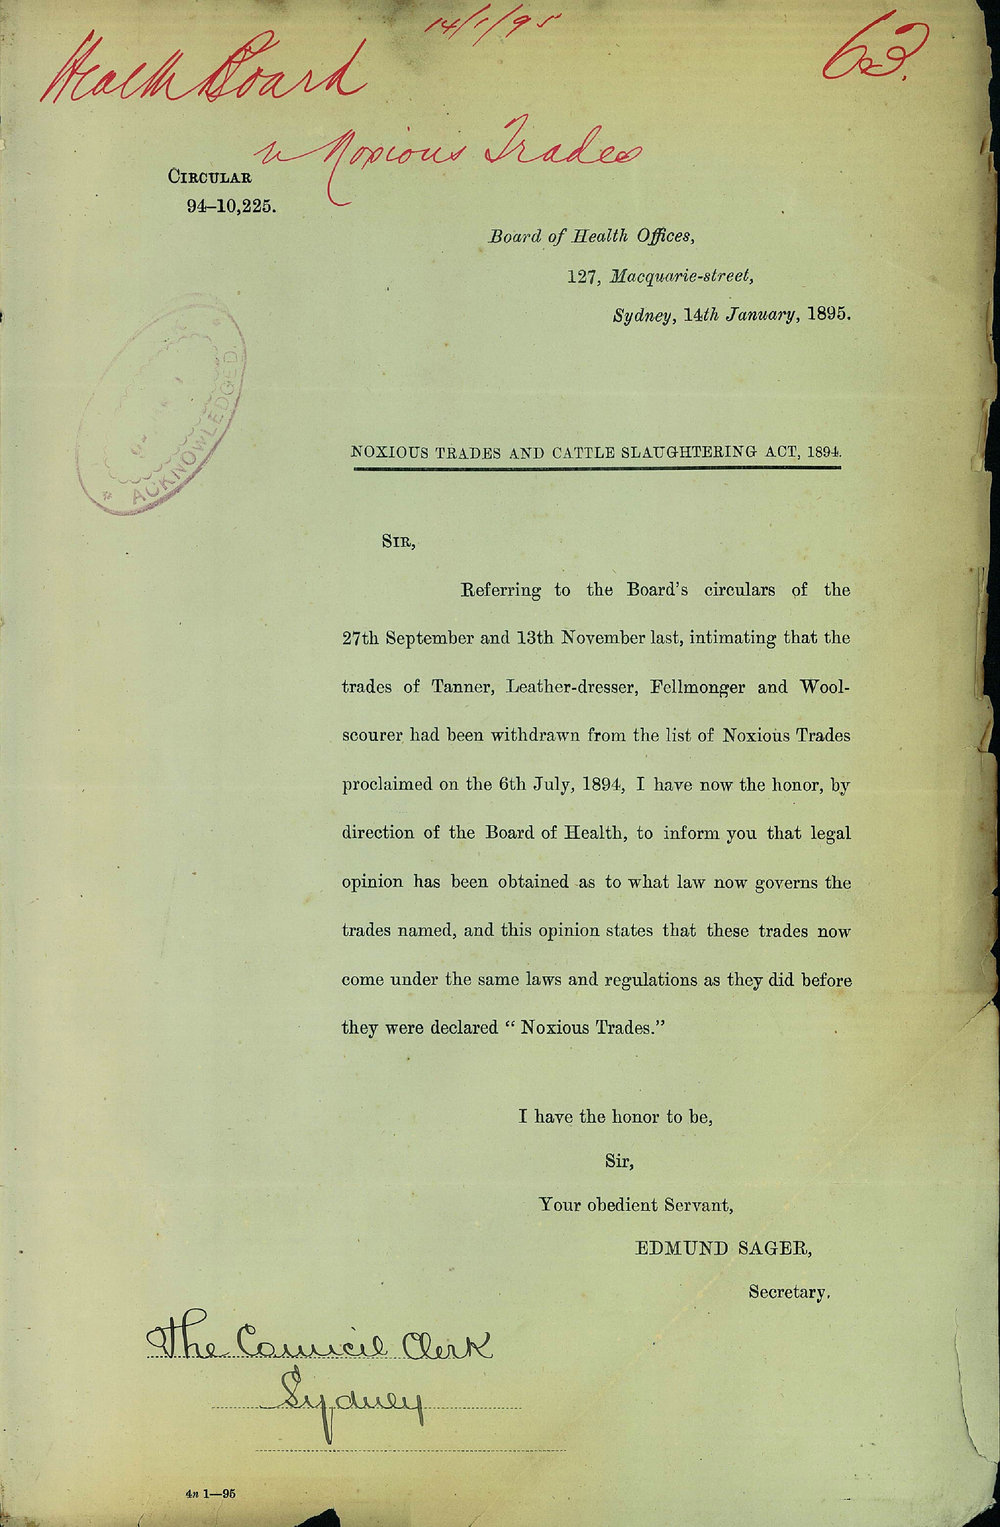 14/1/95
63.
Health Board
Noxious Trades
CIRCULAR
94–10,225.
Board of Health Offices,
127, Macquarie-street,
Sydney, 14th January, 1895.
ACKNOWLEDGED.
NOXIOUS TRADES AND CATTLE SLAUGHTERING ACT, 1894.
SIR,
Referring to the Board's circulars of the
27th September and 13th November last, intimating that the
trades of Tanner, Leather-dresser, Fellmonger and Wool-
scourer had been withdrawn from the list of Noxious Trades
proclaimed on the 6th July, 1894, I have now the honor, by
direction of the Board of Health, to inform you that legal
opinion has been obtained as to what law now governs the
trades named, and this opinion states that these trades now
come under the same laws and regulations as they did before
they were declared “ Noxious Trades.”
I have the honor to be,
Sir,
Your obedient Servant,
EDMUND SAGER,
Secretary.
The Council Clerk
Sydney
4n 1—95